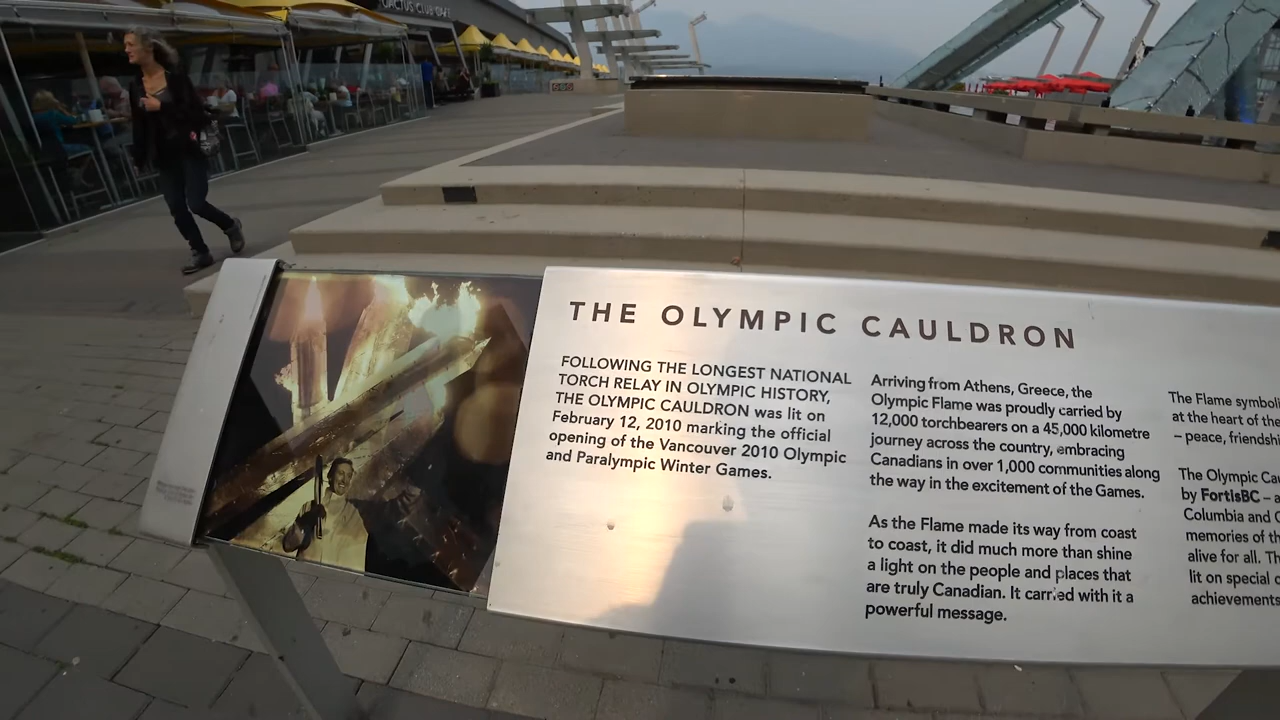 CACTUS CLUB CAFE
THE OLYMPIC CAULDRON
FOLLOWING THE LONGEST NATIONAL
TORCH RELAY IN OLYMPIC HISTORY,
THE OLYMPIC CAULDRON was lit on
February 12, 2010 marking the official
opening of the Vancouver 2010 Olympic
and Paralympic Winter Games.
Arriving from Athens, Greece, the
Olympic Flame was proudly carried by
12,000 torchbearers on a 45,000 kilometre
journey across the country, embracing
Canadians in over 1,000 communities along
the way in the excitement of the Games.
As the Flame made its way from coast
to coast, it did much more than shine
a light on the people and places that
are truly Canadian. It carried with it a
powerful message.
The Flame symboli
at the heart of the
– peace, friendshi
The Olympic Cau
by FortisBC – a
Columbia and C
memories of th
alive for all. Th
lit on special o
achievements